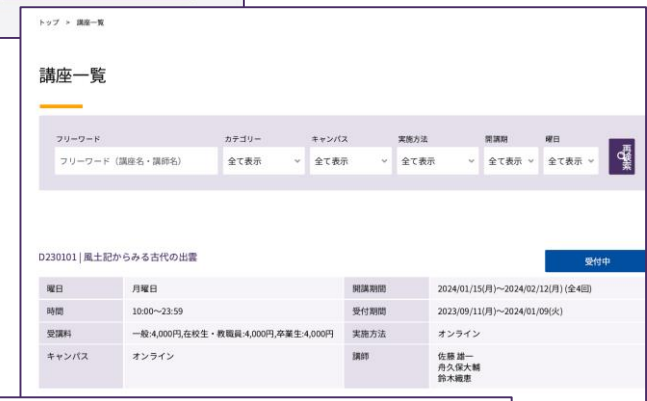 トップ > 講座一覧
講座一覧
フリーワード カテゴリー キャンパス 実施方法 開講期 曜日
フリーワード(講座名・講師名) 全て表示 全て表示 全て表示 全て表示 全て表示 再検索
D230101 | 風土記からみる古代の出雲 受付中
曜日 月曜日 開講期間 2024/01/15(月)~2024/02/12(月) (全4回)
時間 10:00~23:59 受付期間 2023/09/11(月)~2024/01/09(火)
受講料 一般:4,000円,在校生・教職員:4,000円,卒業生:4,000円 実施方法 オンライン
キャンパス オンライン 講師 佐藤 雄一
舟久保大輔
鈴木織恵